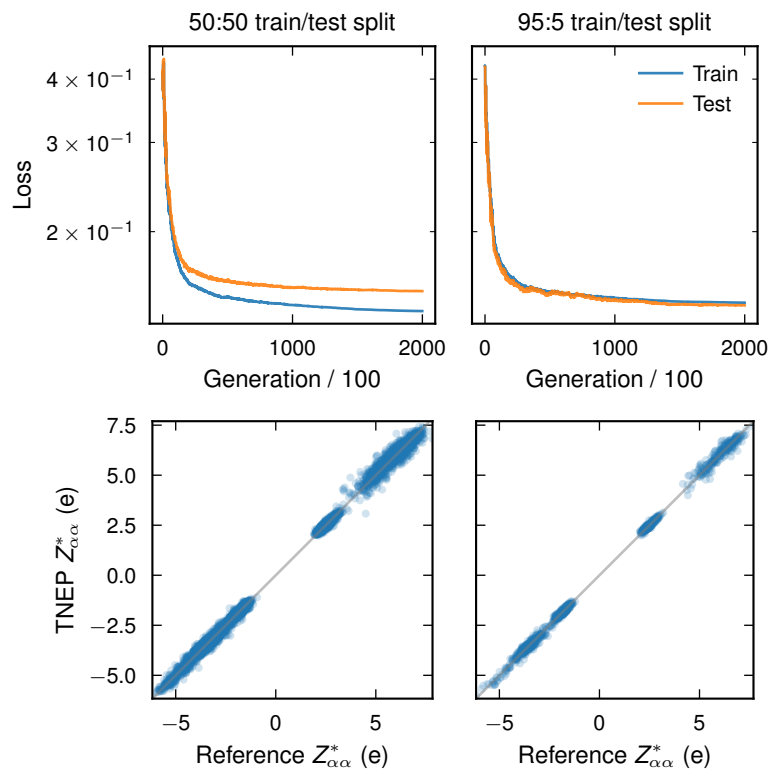 50:50 train/test split
95:5 train/test split
4 × 10⁻¹
3 × 10⁻¹
2 × 10⁻¹
Loss
Train
Test
0
1000
2000
0
1000
2000
Generation / 100
Generation / 100
7.5
5.0
2.5
0.0
−2.5
−5.0
TNEP Z*αα (e)
−5
0
5
−5
0
5
Reference Z*αα (e)
Reference Z*αα (e)